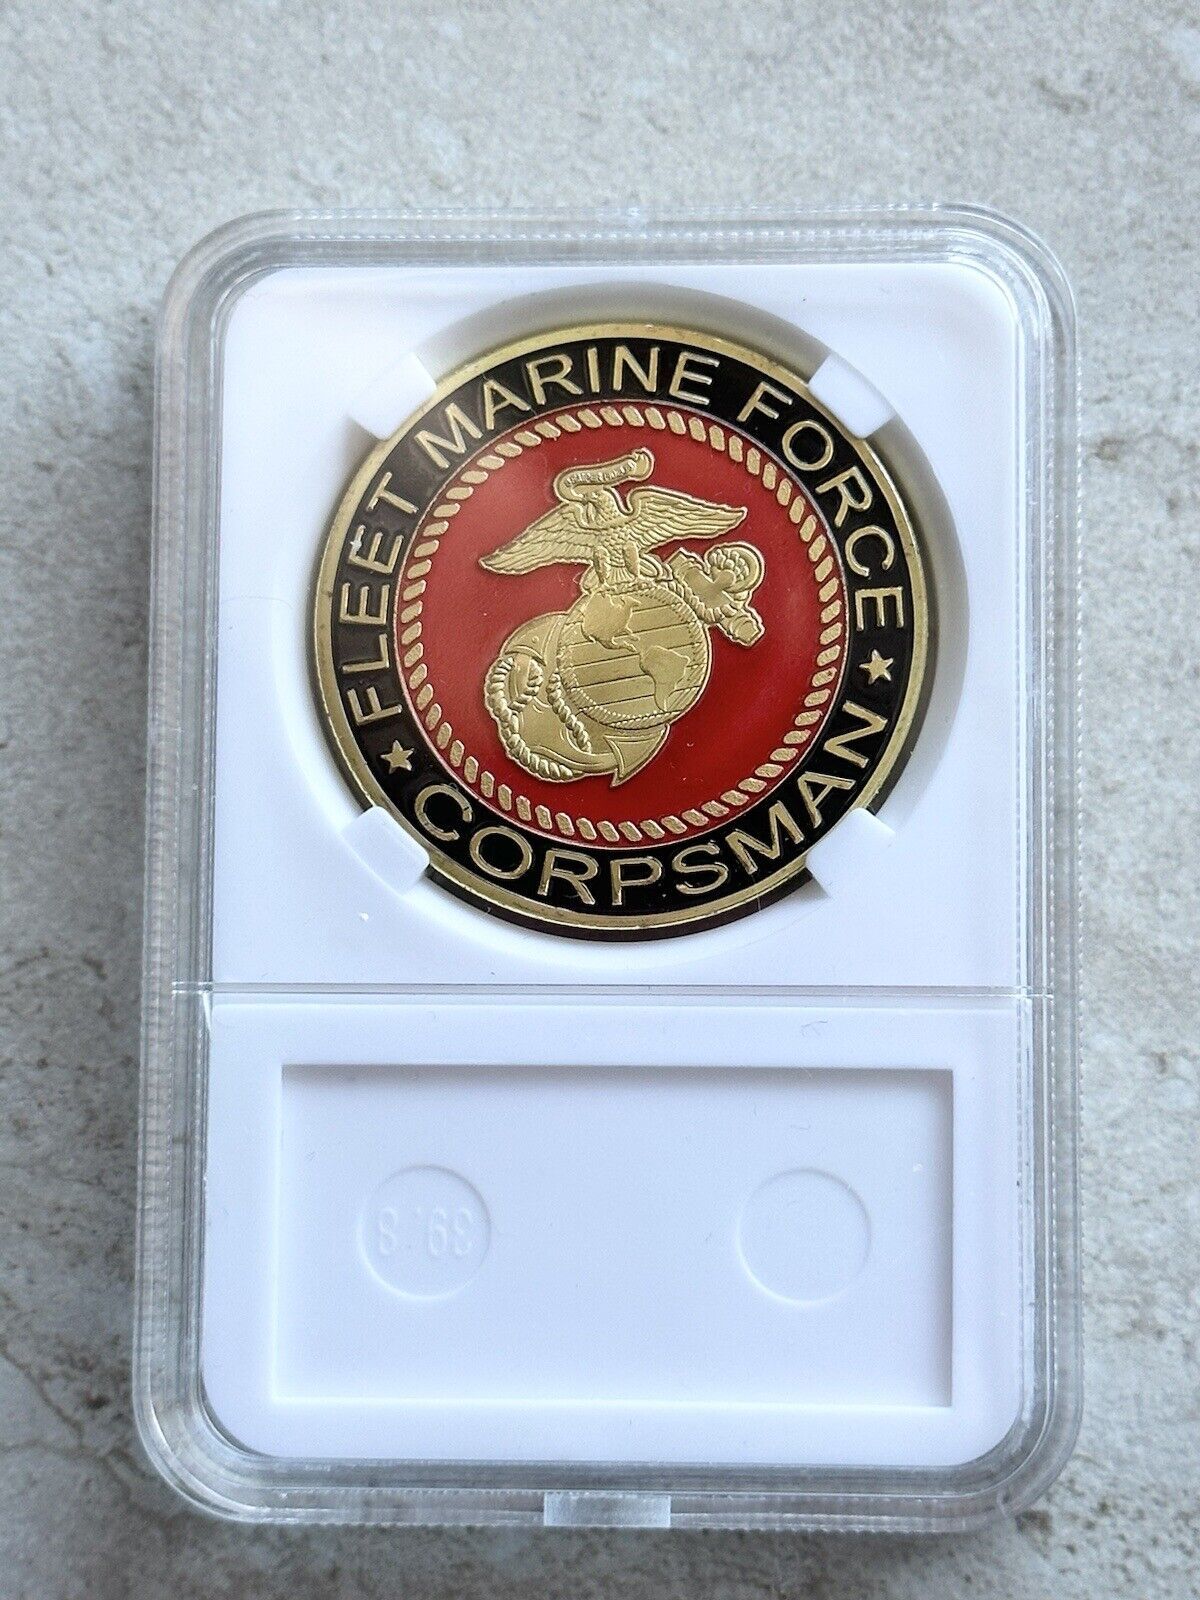 FLEET MARINE FORCE
CORPSMAN
39.8